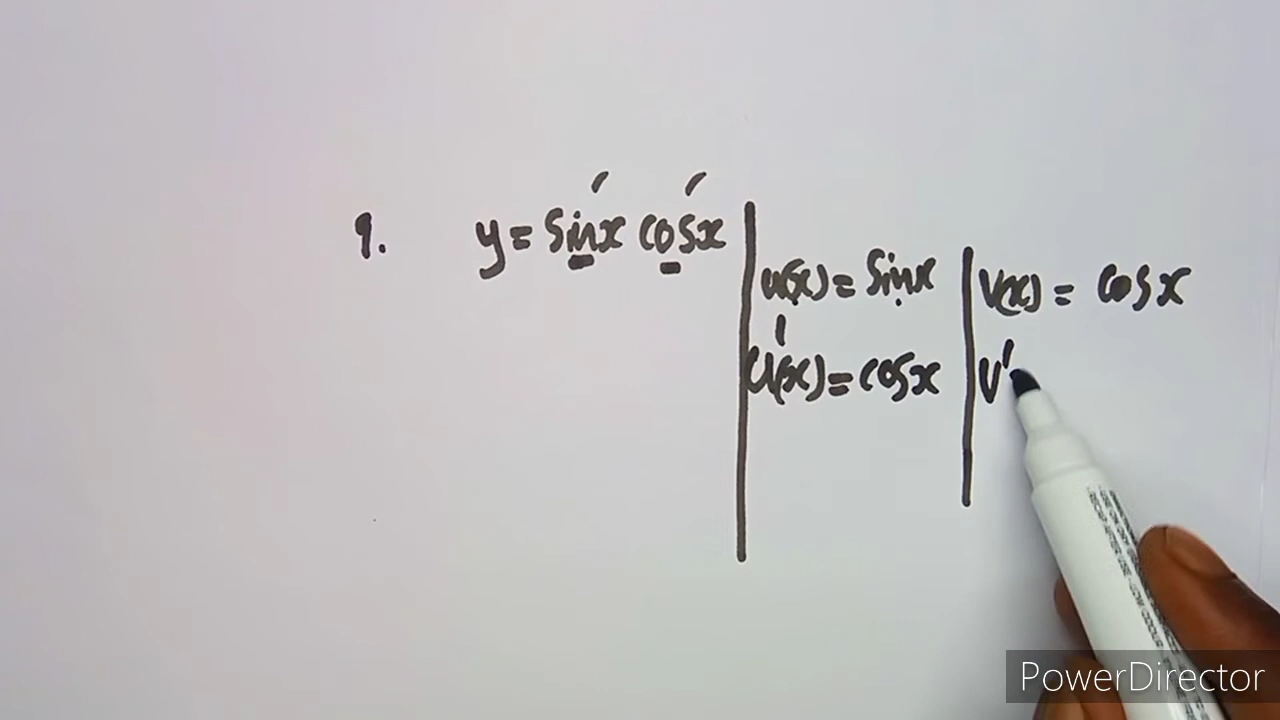 9. y = sinx cosx
u(x) = sinx
u'(x) = cosx
v(x) = cosx
v'
PowerDirector